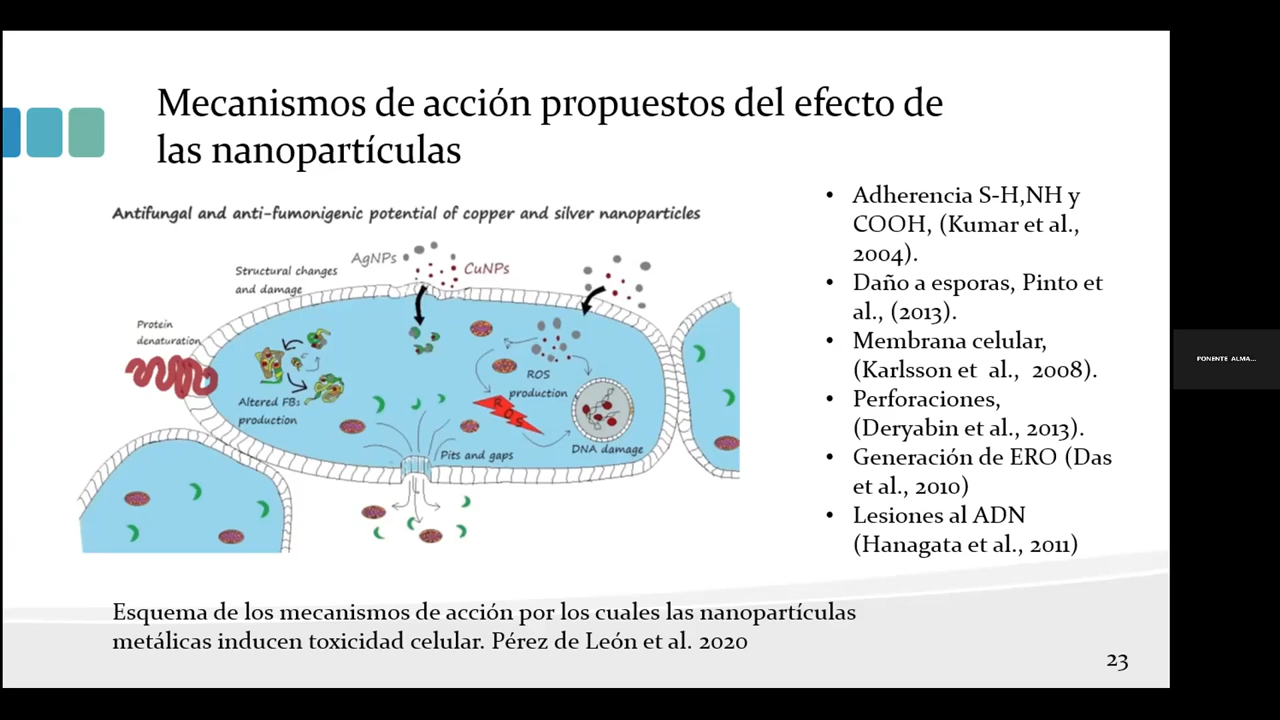 Mecanismos de acción propuestos del efecto de
las nanopartículas
Antifungal and anti-fumonigenic potential of copper and silver nanoparticles
AgNPs
CuNPs
Structural changes
and damage
Protein
denaturation
Altered FB₁
production
ROS
production
ROS
DNA damage
Pits and gaps
• Adherencia S-H,NH y
COOH, (Kumar et al.,
2004).
• Daño a esporas, Pinto et
al., (2013).
• Membrana celular,
(Karlsson et al., 2008).
• Perforaciones,
(Deryabin et al., 2013).
• Generación de ERO (Das
et al., 2010)
• Lesiones al ADN
(Hanagata et al., 2011)
Esquema de los mecanismos de acción por los cuales las nanopartículas
metálicas inducen toxicidad celular. Pérez de León et al. 2020
23
PONENTE ALMA...